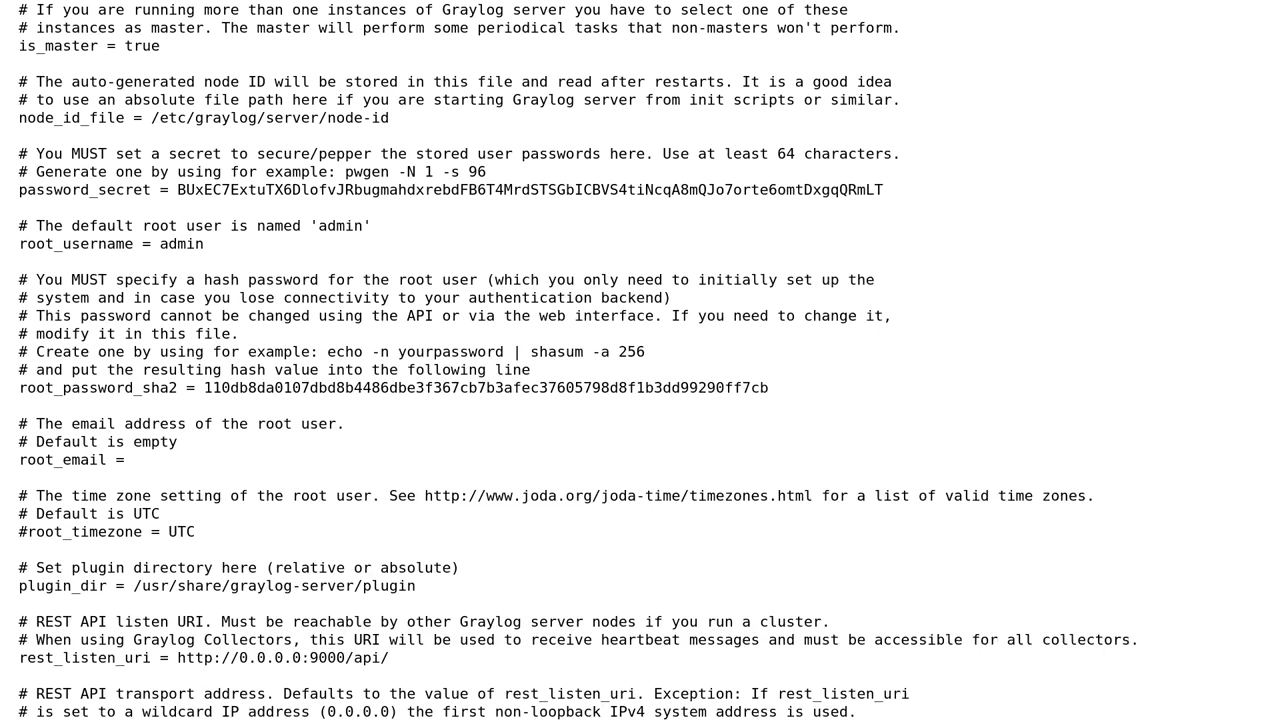 # If you are running more than one instances of Graylog server you have to select one of these
# instances as master. The master will perform some periodical tasks that non-masters won't perform.
is_master = true
# The auto-generated node ID will be stored in this file and read after restarts. It is a good idea
# to use an absolute file path here if you are starting Graylog server from init scripts or similar.
node_id_file = /etc/graylog/server/node-id
# You MUST set a secret to secure/pepper the stored user passwords here. Use at least 64 characters.
# Generate one by using for example: pwgen -N 1 -s 96
password_secret = BUxEC7ExtuTX6DlofvJRbugmahdxrebdFB6T4MrdSTSGbICBVS4tiNcqA8mQJo7orte6omtDxgqQRmLT
# The default root user is named 'admin'
root_username = admin
# You MUST specify a hash password for the root user (which you only need to initially set up the
# system and in case you lose connectivity to your authentication backend)
# This password cannot be changed using the API or via the web interface. If you need to change it,
# modify it in this file.
# Create one by using for example: echo -n yourpassword | shasum -a 256
# and put the resulting hash value into the following line
root_password_sha2 = 110db8da0107dbd8b4486dbe3f367cb7b3afec37605798d8f1b3dd99290ff7cb
# The email address of the root user.
# Default is empty
root_email =
# The time zone setting of the root user. See http://www.joda.org/joda-time/timezones.html for a list of valid time zones.
# Default is UTC
#root_timezone = UTC
# Set plugin directory here (relative or absolute)
plugin_dir = /usr/share/graylog-server/plugin
# REST API listen URI. Must be reachable by other Graylog server nodes if you run a cluster.
# When using Graylog Collectors, this URI will be used to receive heartbeat messages and must be accessible for all collectors.
rest_listen_uri = http://0.0.0.0:9000/api/
# REST API transport address. Defaults to the value of rest_listen_uri. Exception: If rest_listen_uri
# is set to a wildcard IP address (0.0.0.0) the first non-loopback IPv4 system address is used.